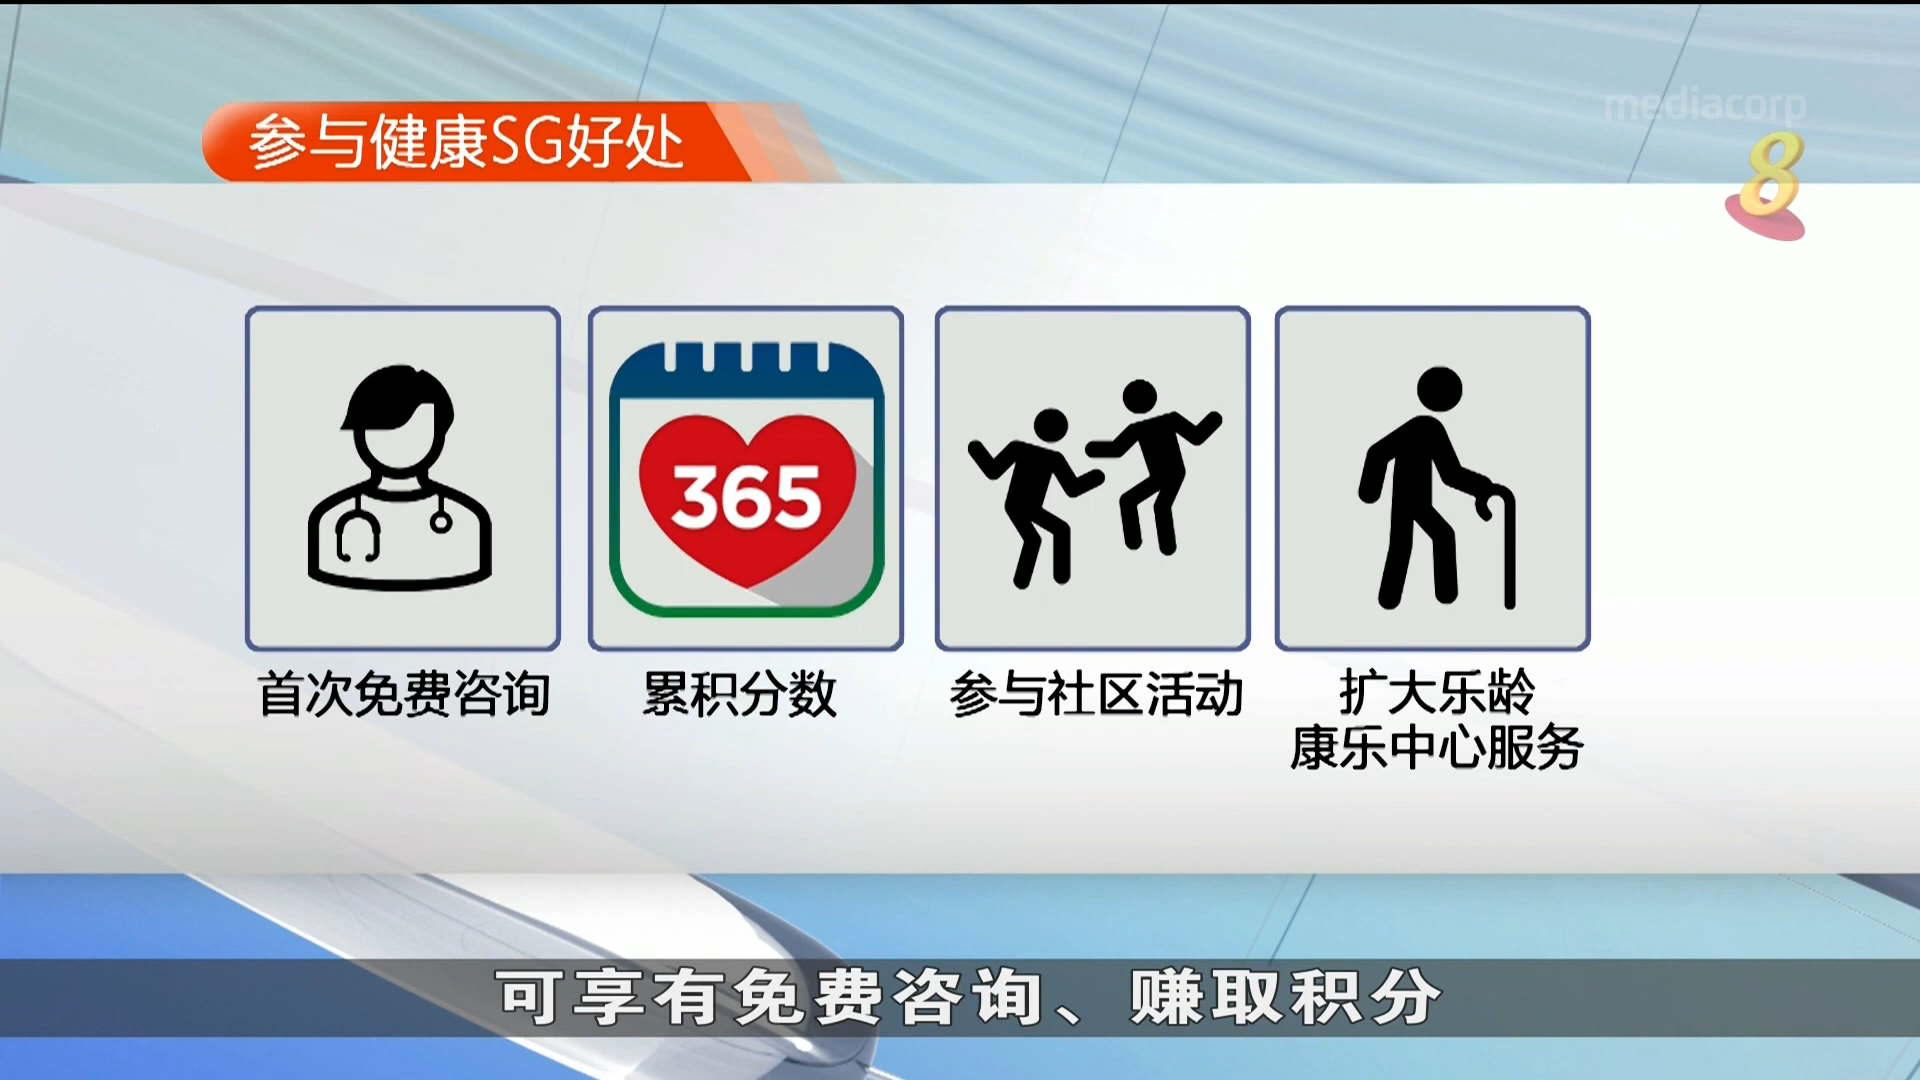 mediacorp
8
参与健康SG好处
365
首次免费咨询
累积分数
参与社区活动
扩大乐龄
康乐中心服务
可享有免费咨询、赚取积分